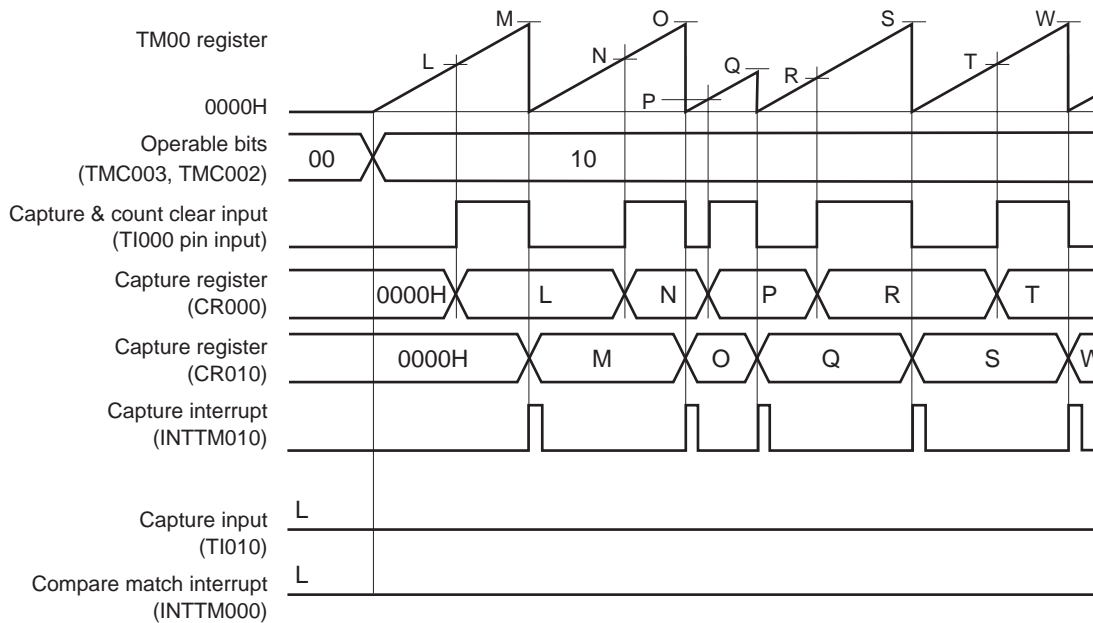 TM00 register
M
O
S
W
L
N
Q
R
T
P
0000H
Operable bits
(TMC003, TMC002)
00
10
Capture & count clear input
(TI000 pin input)
Capture register
(CR000)
0000H
L
N
P
R
T
Capture register
(CR010)
0000H
M
O
Q
S
W
Capture interrupt
(INTTM010)
Capture input
(TI010)
L
Compare match interrupt
(INTTM000)
L